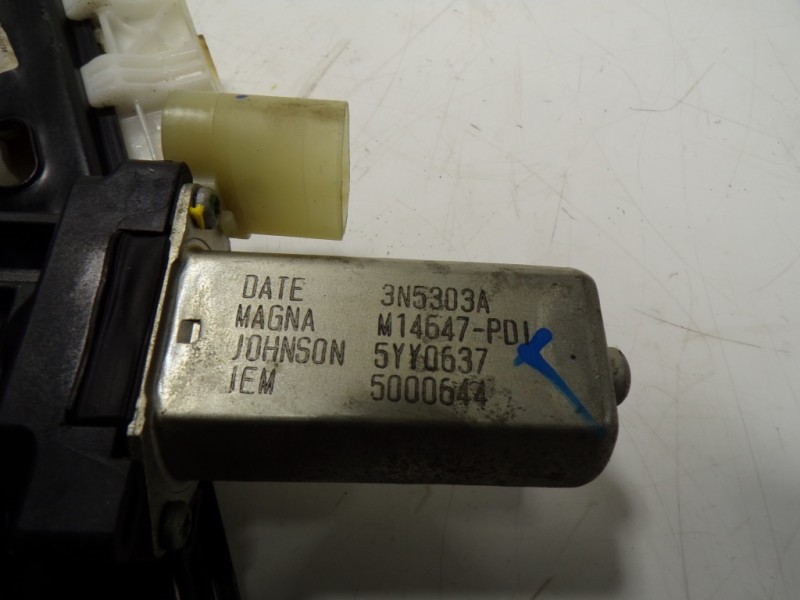 DATE 3N5303A
MAGNA M14647-PDI
JOHNSON 5YY0637
IEM 5000644